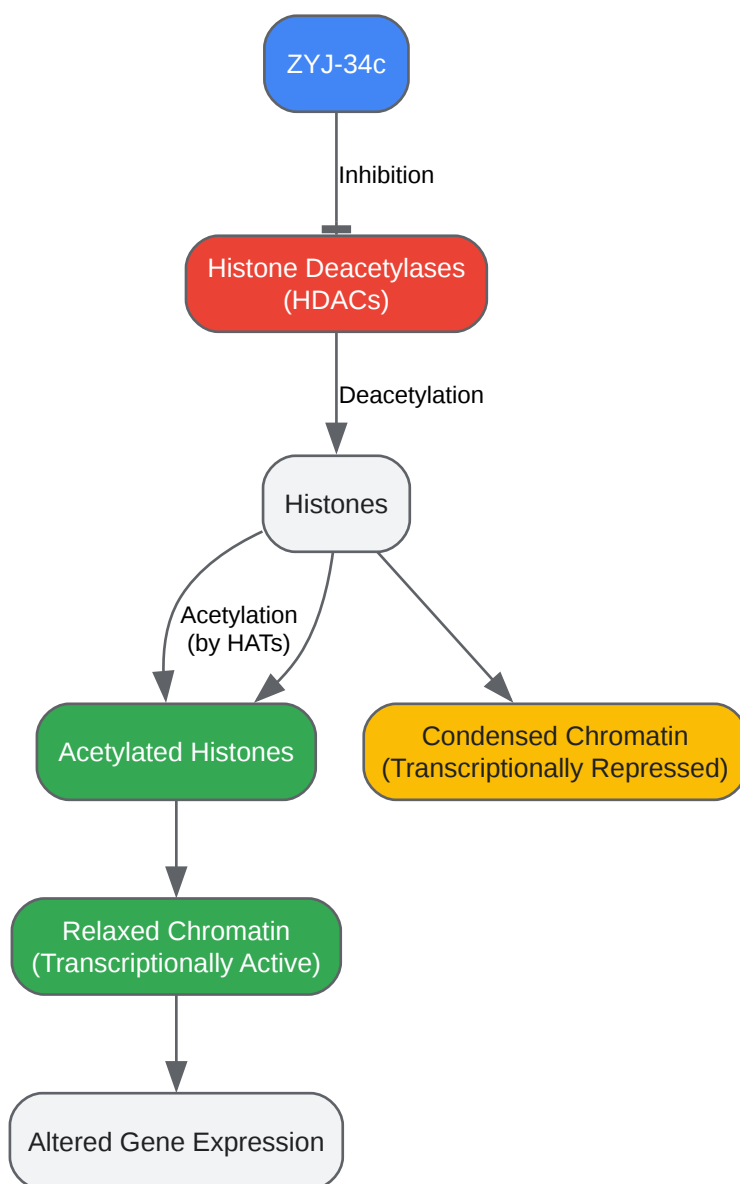 ZYJ-34c
Inhibition
Histone Deacetylases
(HDACs)
Deacetylation
Histones
Acetylation
(by HATs)
Acetylated Histones
Condensed Chromatin
(Transcriptionally Repressed)
Relaxed Chromatin
(Transcriptionally Active)
Altered Gene Expression